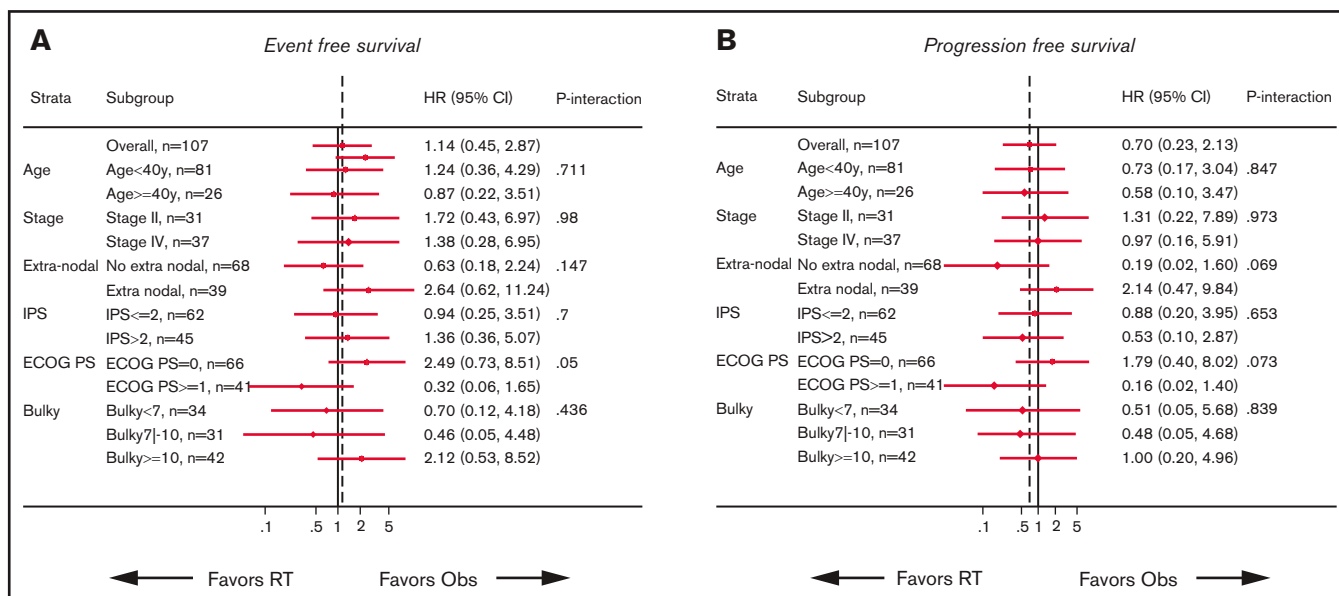 A
Event free survival
Strata Subgroup HR (95% CI) P-interaction
Overall, n=107 1.14 (0.45, 2.87)
Age Age<40y, n=81 1.24 (0.36, 4.29) .711
Age>=40y, n=26 0.87 (0.22, 3.51)
Stage Stage II, n=31 1.72 (0.43, 6.97) .98
Stage IV, n=37 1.38 (0.28, 6.95)
Extra-nodal No extra nodal, n=68 0.63 (0.18, 2.24) .147
Extra nodal, n=39 2.64 (0.62, 11.24)
IPS IPS<=2, n=62 0.94 (0.25, 3.51) .7
IPS>2, n=45 1.36 (0.36, 5.07)
ECOG PS ECOG PS=0, n=66 2.49 (0.73, 8.51) .05
ECOG PS>=1, n=41 0.32 (0.06, 1.65)
Bulky Bulky<7, n=34 0.70 (0.12, 4.18) .436
Bulky7|-10, n=31 0.46 (0.05, 4.48)
Bulky>=10, n=42 2.12 (0.53, 8.52)
.1 .5 1 2 5
Favors RT Favors Obs
B
Progression free survival
Strata Subgroup HR (95% CI) P-interaction
Overall, n=107 0.70 (0.23, 2.13)
Age Age<40y, n=81 0.73 (0.17, 3.04) .847
Age>=40y, n=26 0.58 (0.10, 3.47)
Stage Stage II, n=31 1.31 (0.22, 7.89) .973
Stage IV, n=37 0.97 (0.16, 5.91)
Extra-nodal No extra nodal, n=68 0.19 (0.02, 1.60) .069
Extra nodal, n=39 2.14 (0.47, 9.84)
IPS IPS<=2, n=62 0.88 (0.20, 3.95) .653
IPS>2, n=45 0.53 (0.10, 2.87)
ECOG PS ECOG PS=0, n=66 1.79 (0.40, 8.02) .073
ECOG PS>=1, n=41 0.16 (0.02, 1.40)
Bulky Bulky<7, n=34 0.51 (0.05, 5.68) .839
Bulky7|-10, n=31 0.48 (0.05, 4.68)
Bulky>=10, n=42 1.00 (0.20, 4.96)
.1 .5 1 2 5
Favors RT Favors Obs